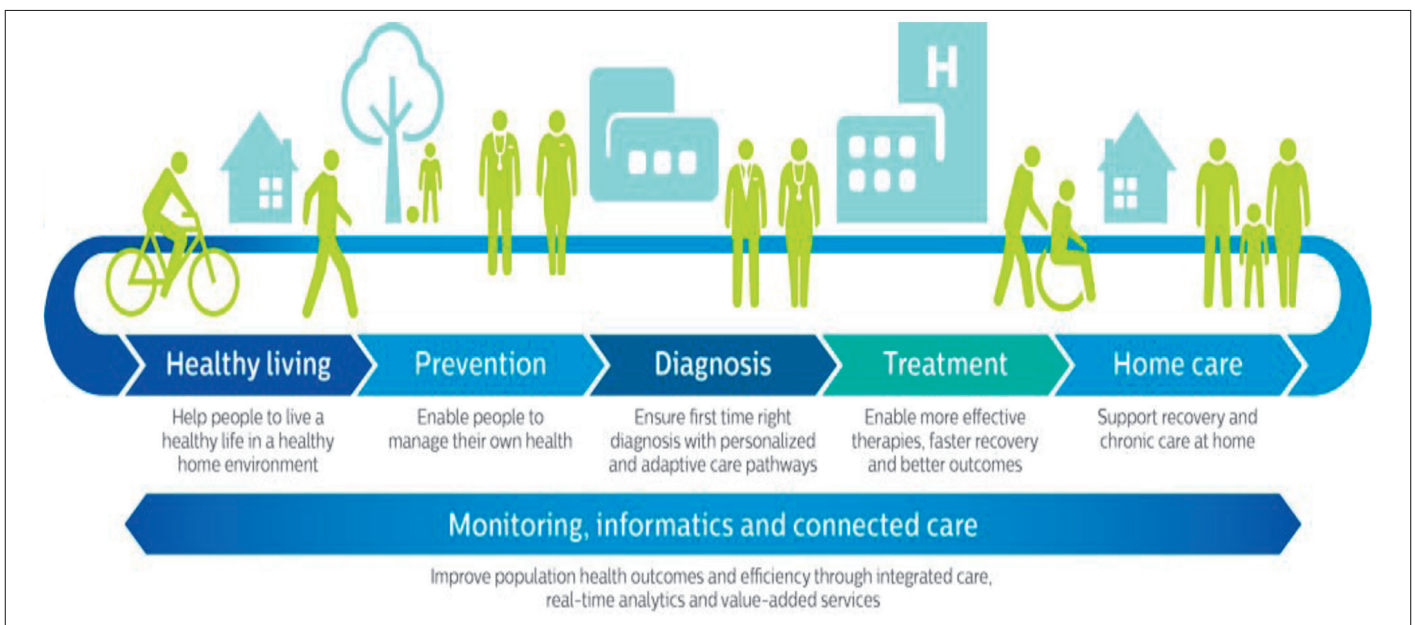 H
Healthy living
Prevention
Diagnosis
Treatment
Home care
Help people to live a
healthy life in a healthy
home environment
Enable people to
manage their own health
Ensure first time right
diagnosis with personalized
and adaptive care pathways
Enable more effective
therapies, faster recovery
and better outcomes
Support recovery and
chronic care at home
Monitoring, informatics and connected care
Improve population health outcomes and efficiency through integrated care,
real-time analytics and value-added services